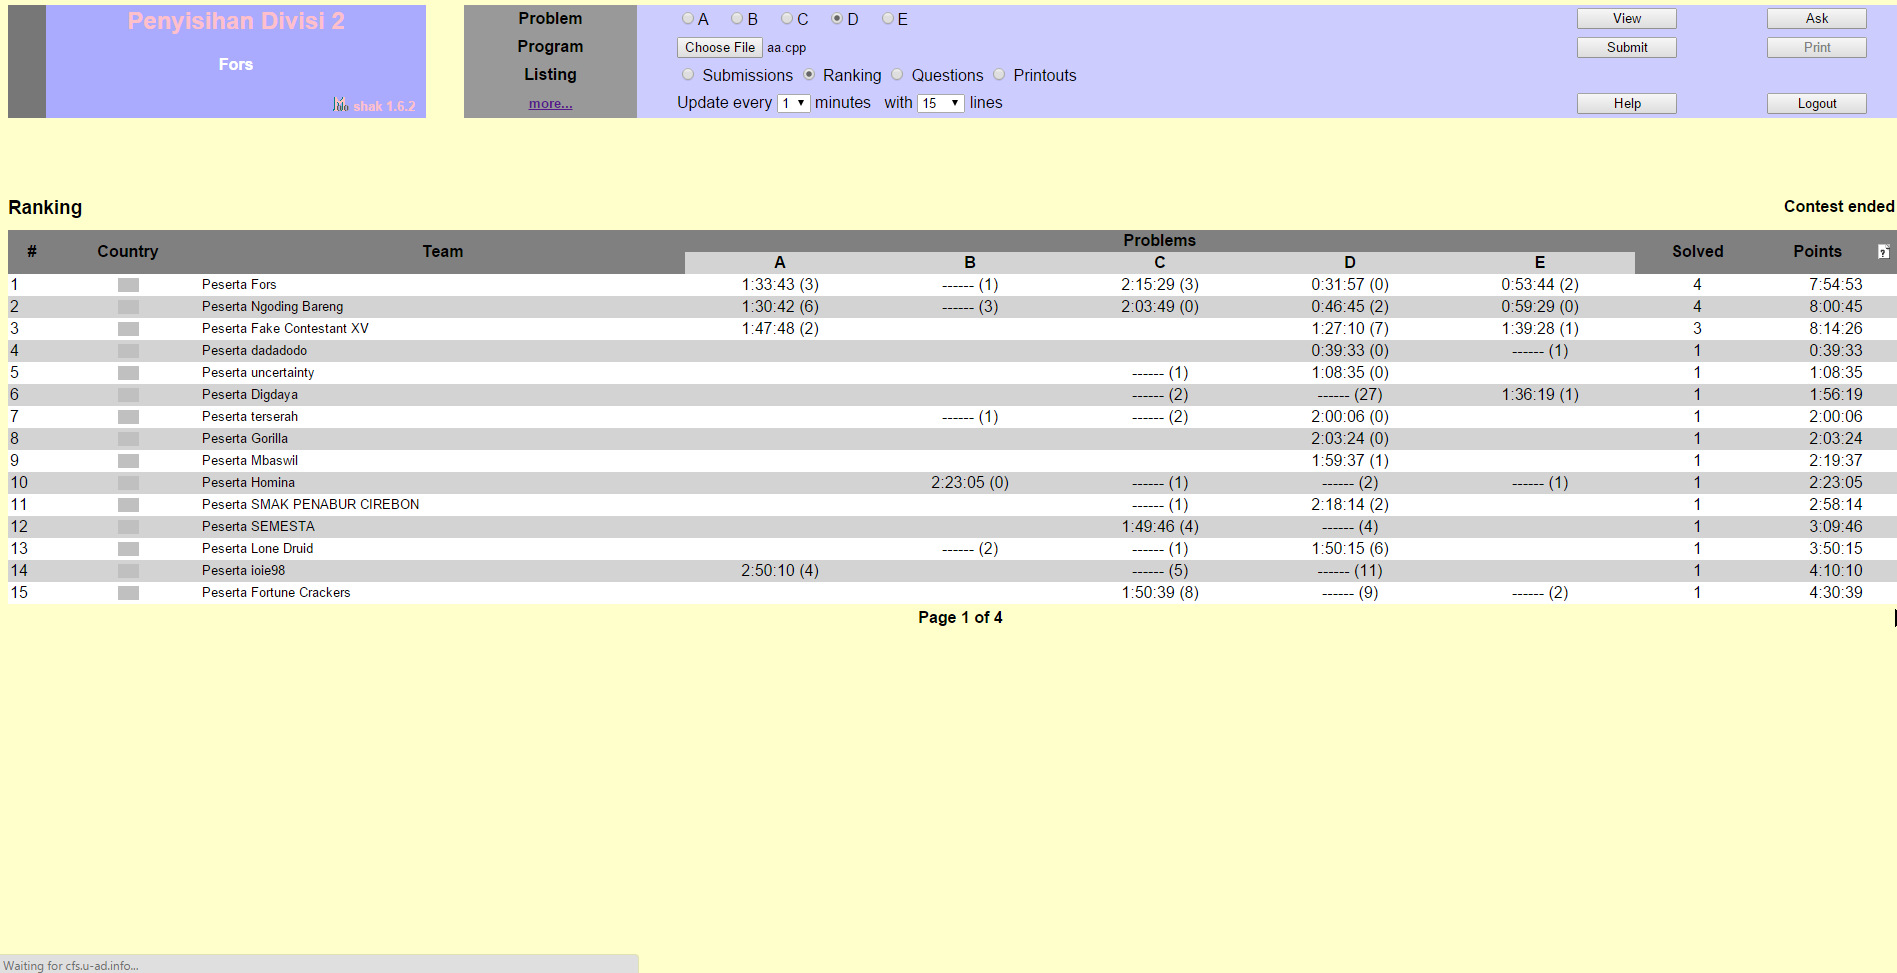 Penyisihan Divisi 2
Fors
shak 1.6.2
Problem A B C D E View Ask
Program Choose File aa.cpp Submit Print
Listing Submissions Ranking Questions Printouts
more... Update every 1 minutes with 15 lines Help Logout
Ranking Contest ended
# Country Team Problems Solved Points ?
A B C D E
1 Peserta Fors 1:33:43 (3) ------ (1) 2:15:29 (3) 0:31:57 (0) 0:53:44 (2) 4 7:54:53
2 Peserta Ngoding Bareng 1:30:42 (6) ------ (3) 2:03:49 (0) 0:46:45 (2) 0:59:29 (0) 4 8:00:45
3 Peserta Fake Contestant XV 1:47:48 (2) 1:27:10 (7) 1:39:28 (1) 3 8:14:26
4 Peserta dadadodo 0:39:33 (0) ------ (1) 1 0:39:33
5 Peserta uncertainty ------ (1) 1:08:35 (0) 1 1:08:35
6 Peserta Digdaya ------ (2) ------ (27) 1:36:19 (1) 1 1:56:19
7 Peserta terserah ------ (1) ------ (2) 2:00:06 (0) 1 2:00:06
8 Peserta Gorilla 2:03:24 (0) 1 2:03:24
9 Peserta Mbaswil 1:59:37 (1) 1 2:19:37
10 Peserta Homina 2:23:05 (0) ------ (1) ------ (2) ------ (1) 1 2:23:05
11 Peserta SMAK PENABUR CIREBON ------ (1) 2:18:14 (2) 1 2:58:14
12 Peserta SEMESTA 1:49:46 (4) ------ (4) 1 3:09:46
13 Peserta Lone Druid ------ (2) ------ (1) 1:50:15 (6) 1 3:50:15
14 Peserta ioie98 2:50:10 (4) ------ (5) ------ (11) 1 4:10:10
15 Peserta Fortune Crackers 1:50:39 (8) ------ (9) ------ (2) 1 4:30:39
Page 1 of 4
Waiting for cfs.u-ad.info...